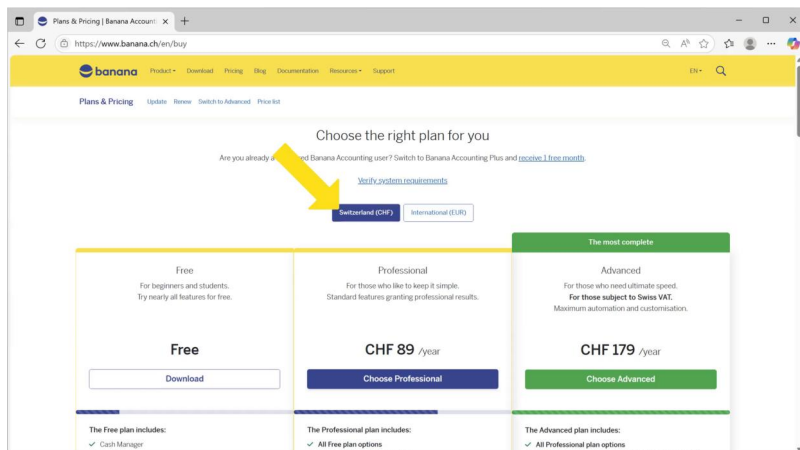 Plans & Pricing | Banana Accounti
https://www.banana.ch/en/buy
banana Product Download Pricing Blog Documentation Resources Support EN
Plans & Pricing Update Renew Switch to Advanced Price list
Choose the right plan for you
Are you already a ed Banana Accounting user? Switch to Banana Accounting Plus and receive 1 free month.
Verify system requirements
Switzerland (CHF) International (EUR)
The most complete
Free
For beginners and students.
Try nearly all features for free.
Free
Download
The Free plan includes:
✓ Cash Manager
Professional
For those who like to keep it simple.
Standard features granting professional results.
CHF 89 /year
Choose Professional
The Professional plan includes:
✓ All Free plan options
Advanced
For those who need ultimate speed.
For those subject to Swiss VAT.
Maximum automation and customisation.
CHF 179 /year
Choose Advanced
The Advanced plan includes:
✓ All Professional plan options